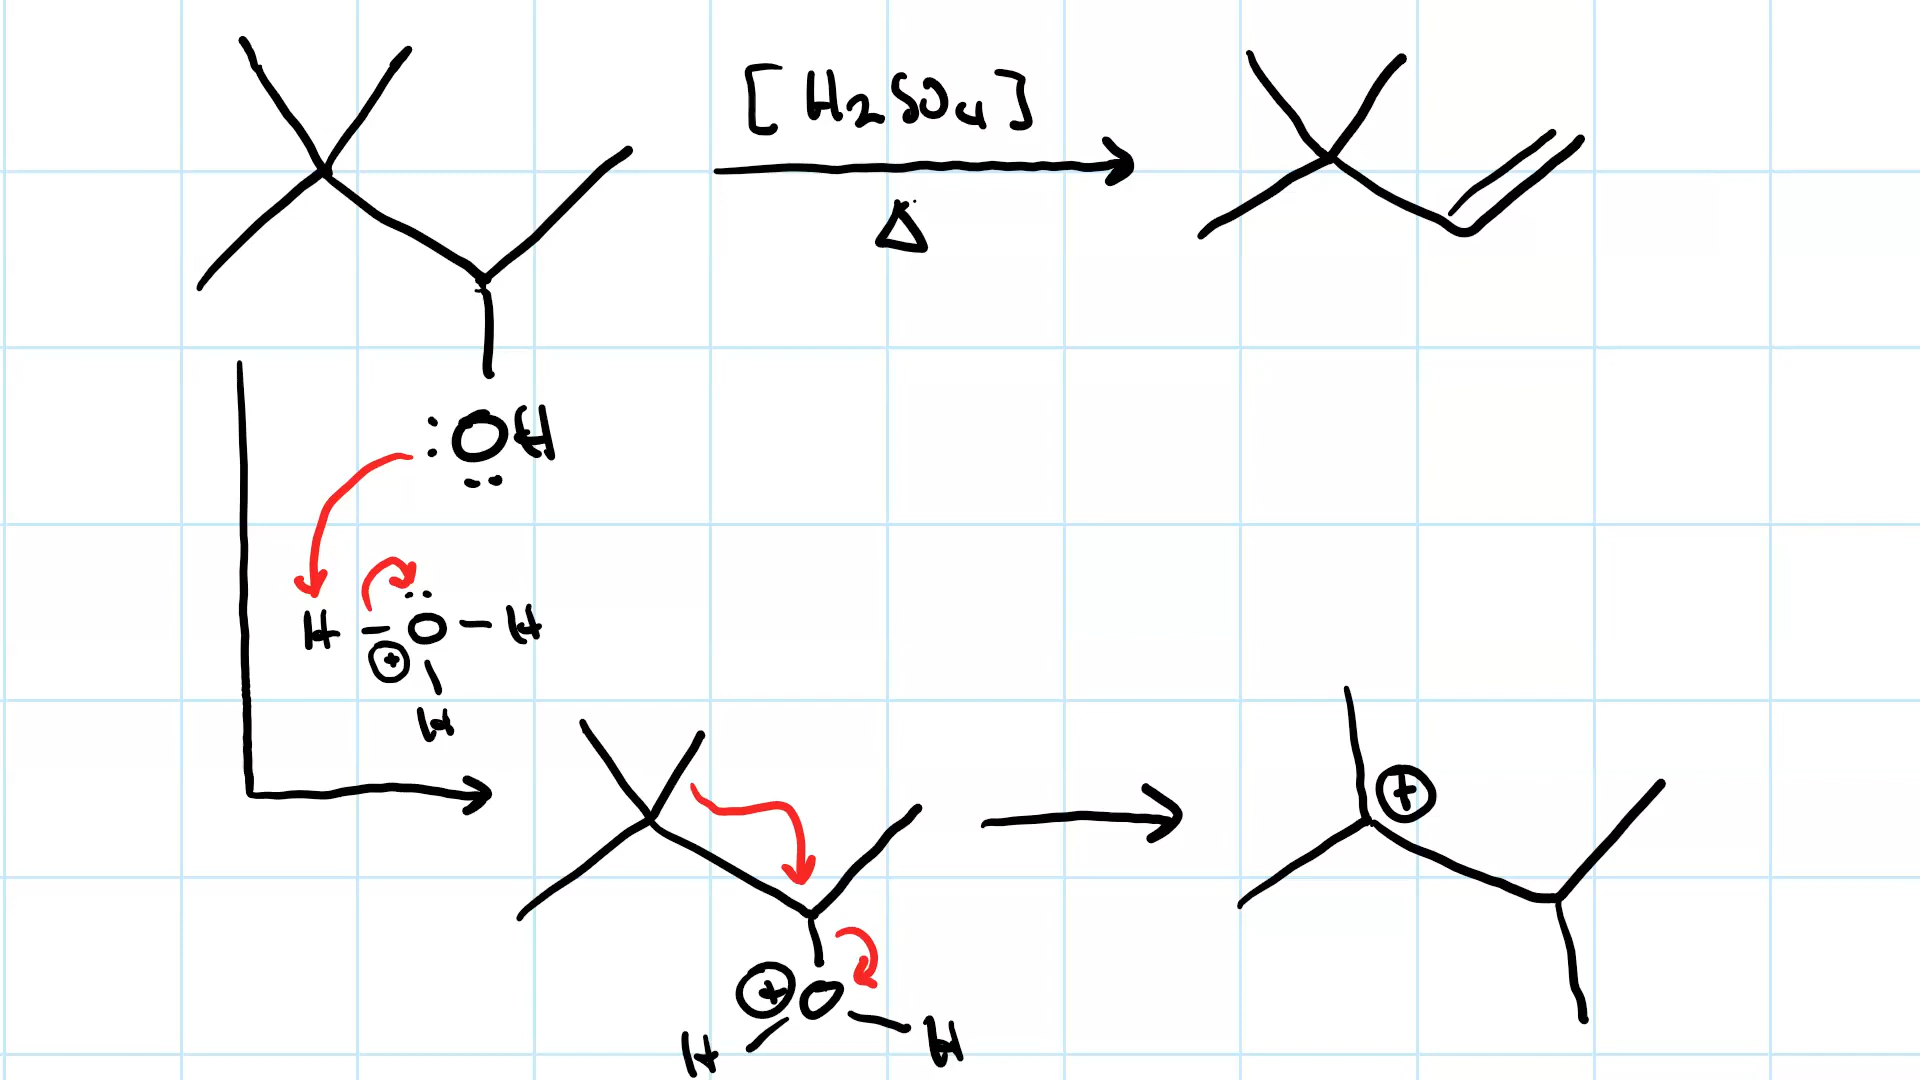 [H₂SO₄]
Δ
:OH
··
··
H – O – H
⊕
H
⊕
⊕ O
H H